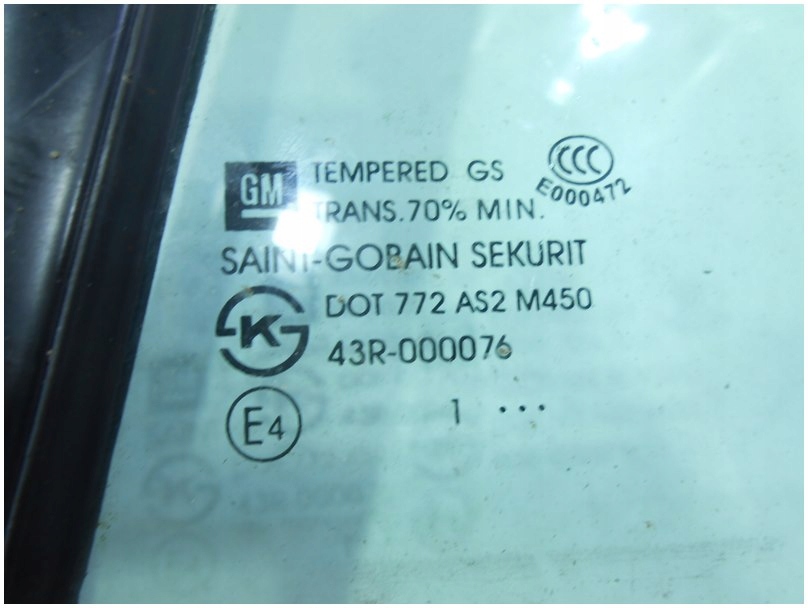 GM TEMPERED GS CCC
TRANS.70% MIN. E000472
SAINT-GOBAIN SEKURIT
K DOT 772 AS2 M450
43R-000076
E4 1 ...